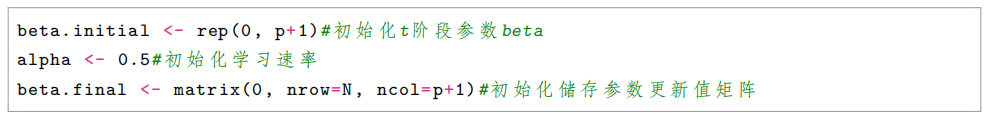 beta.initial <- rep(0, p+1)#初始化t阶段参数beta
alpha <- 0.5#初始化学习速率
beta.final <- matrix(0, nrow=N, ncol=p+1)#初始化储存参数更新值矩阵